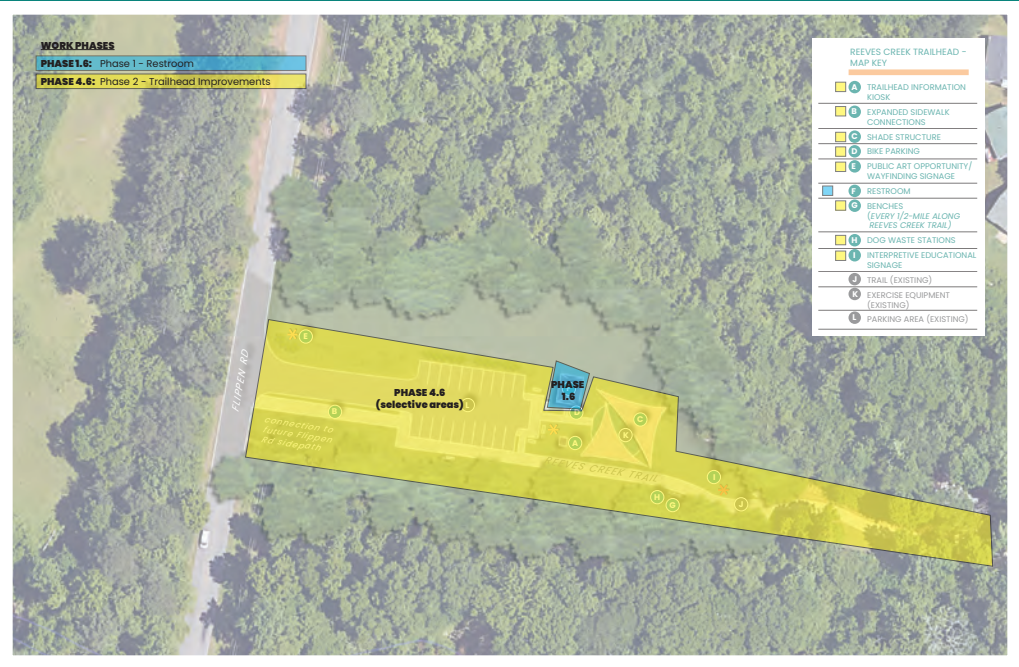 WORK PHASES
PHASE 1.6: Phase 1 - Restroom
PHASE 4.6: Phase 2 - Trailhead Improvements
REEVES CREEK TRAILHEAD -
MAP KEY
A TRAILHEAD INFORMATION
KIOSK
B EXPANDED SIDEWALK
CONNECTIONS
C SHADE STRUCTURE
D BIKE PARKING
E PUBLIC ART OPPORTUNITY/
WAYFINDING SIGNAGE
F RESTROOM
G BENCHES
(EVERY 1/2-MILE ALONG
REEVES CREEK TRAIL)
H DOG WASTE STATIONS
I INTERPRETIVE EDUCATIONAL
SIGNAGE
J TRAIL (EXISTING)
K EXERCISE EQUIPMENT
(EXISTING)
L PARKING AREA (EXISTING)
FLIPPEN RD
E
PHASE
1.6
PHASE 4.6
(selective areas)
L
B
D
C
K
A
connection to
future Flippen
Rd sidepath
REEVES CREEK TRAIL
I
H
G
J